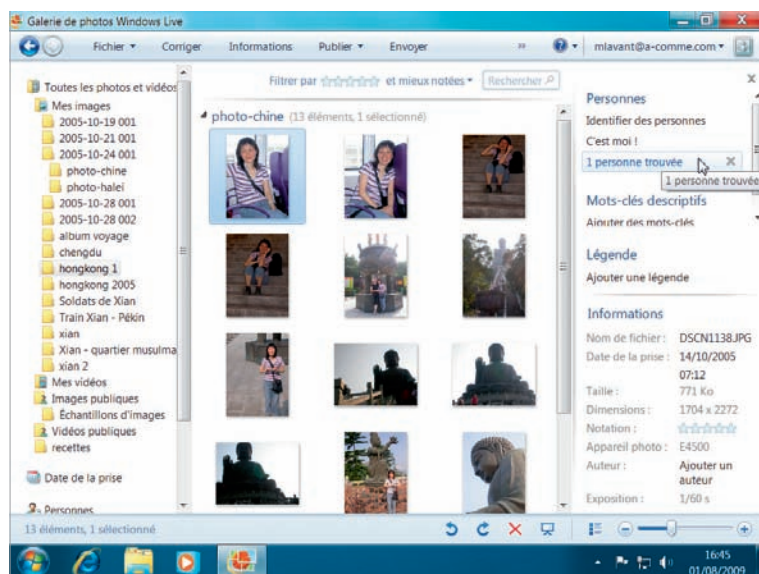 Galerie de photos Windows Live
Fichier Corriger Informations Publier Envoyer » mlavant@a-comme.com
Filtrer par et mieux notées Rechercher
Toutes les photos et vidéos
Mes images
2005-10-19 001
2005-10-21 001
2005-10-24 001
photo-chine
photo-halei
2005-10-28 001
2005-10-28 002
album voyage
chengdu
hongkong 1
hongkong 2005
Soldats de Xian
Train Xian - Pékin
xian
Xian - quartier musulma
xian 2
Mes vidéos
Images publiques
Échantillons d'images
Vidéos publiques
recettes
Date de la prise
Personnes
photo-chine (13 éléments, 1 sélectionné)
Personnes
Identifier des personnes
C'est moi !
1 personne trouvée
1 personne trouvée
Mots-clés descriptifs
Ajouter des mots-clés
Légende
Ajouter une légende
Informations
Nom de fichier : DSCN1138.JPG
Date de la prise : 14/10/2005
07:12
Taille : 771 Ko
Dimensions : 1704 x 2272
Notation :
Appareil photo : E4500
Auteur : Ajouter un
auteur
Exposition : 1/60 s
13 éléments, 1 sélectionné
16:45
01/08/2009